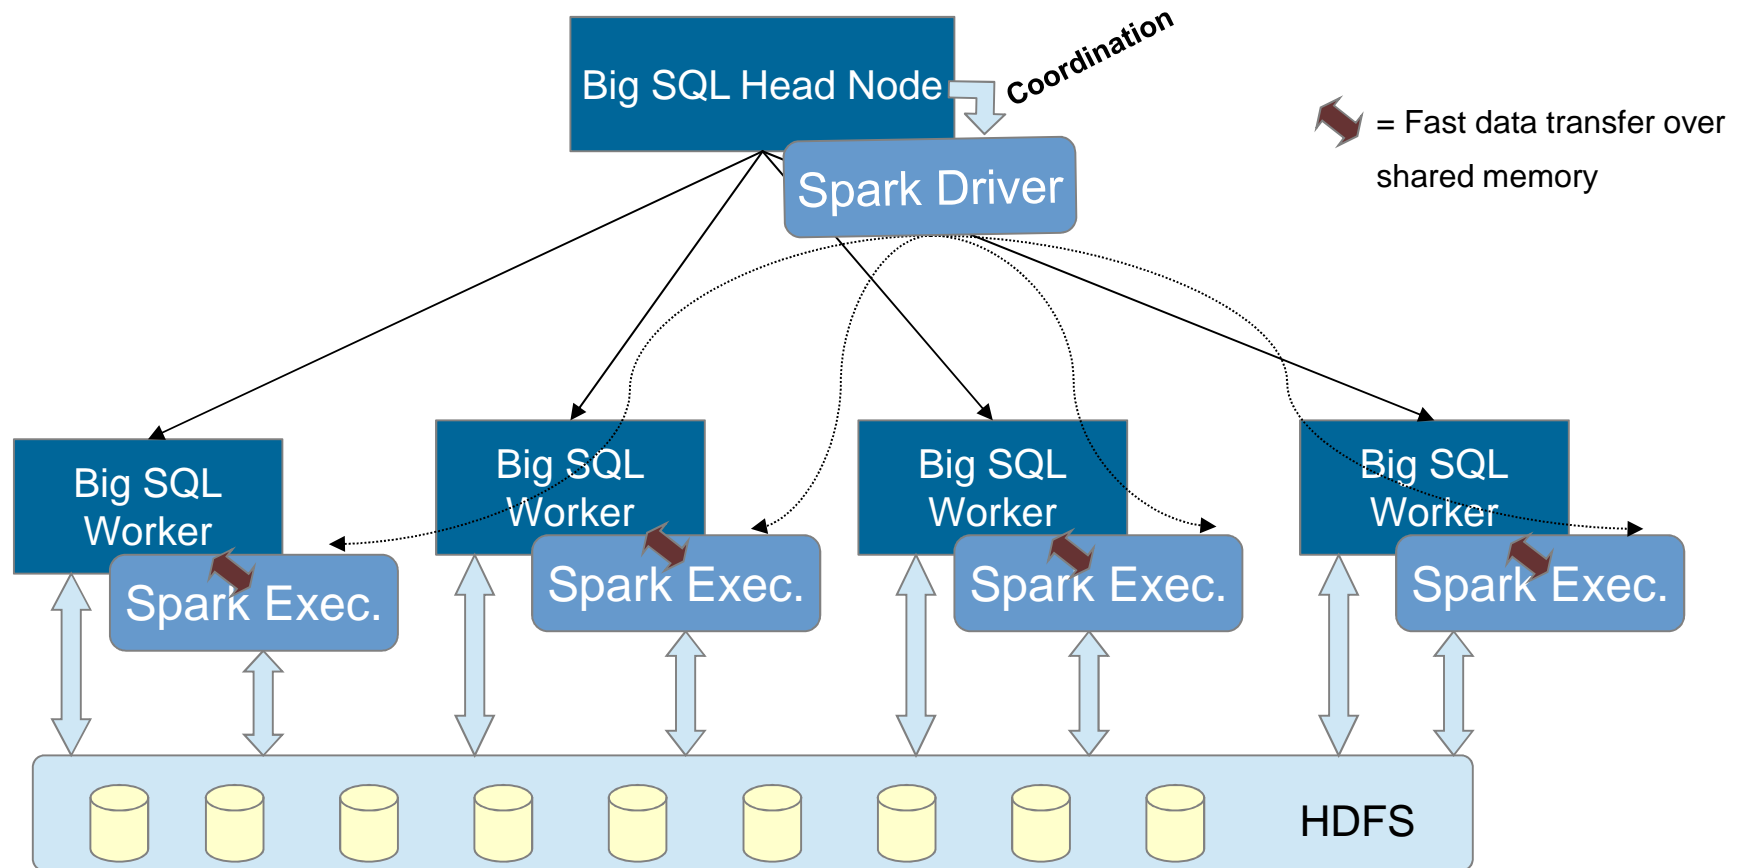 Big SQL Head Node
Coordination
= Fast data transfer over
shared memory
Spark Driver
Big SQL
Worker
Spark Exec.
Big SQL
Worker
Spark Exec.
Big SQL
Worker
Spark Exec.
Big SQL
Worker
Spark Exec.
HDFS